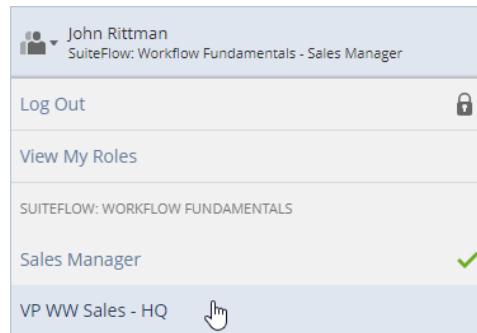 John Rittman
SuiteFlow: Workflow Fundamentals - Sales Manager
Log Out
View My Roles
SUITEFLOW: WORKFLOW FUNDAMENTALS
Sales Manager
VP WW Sales - HQ